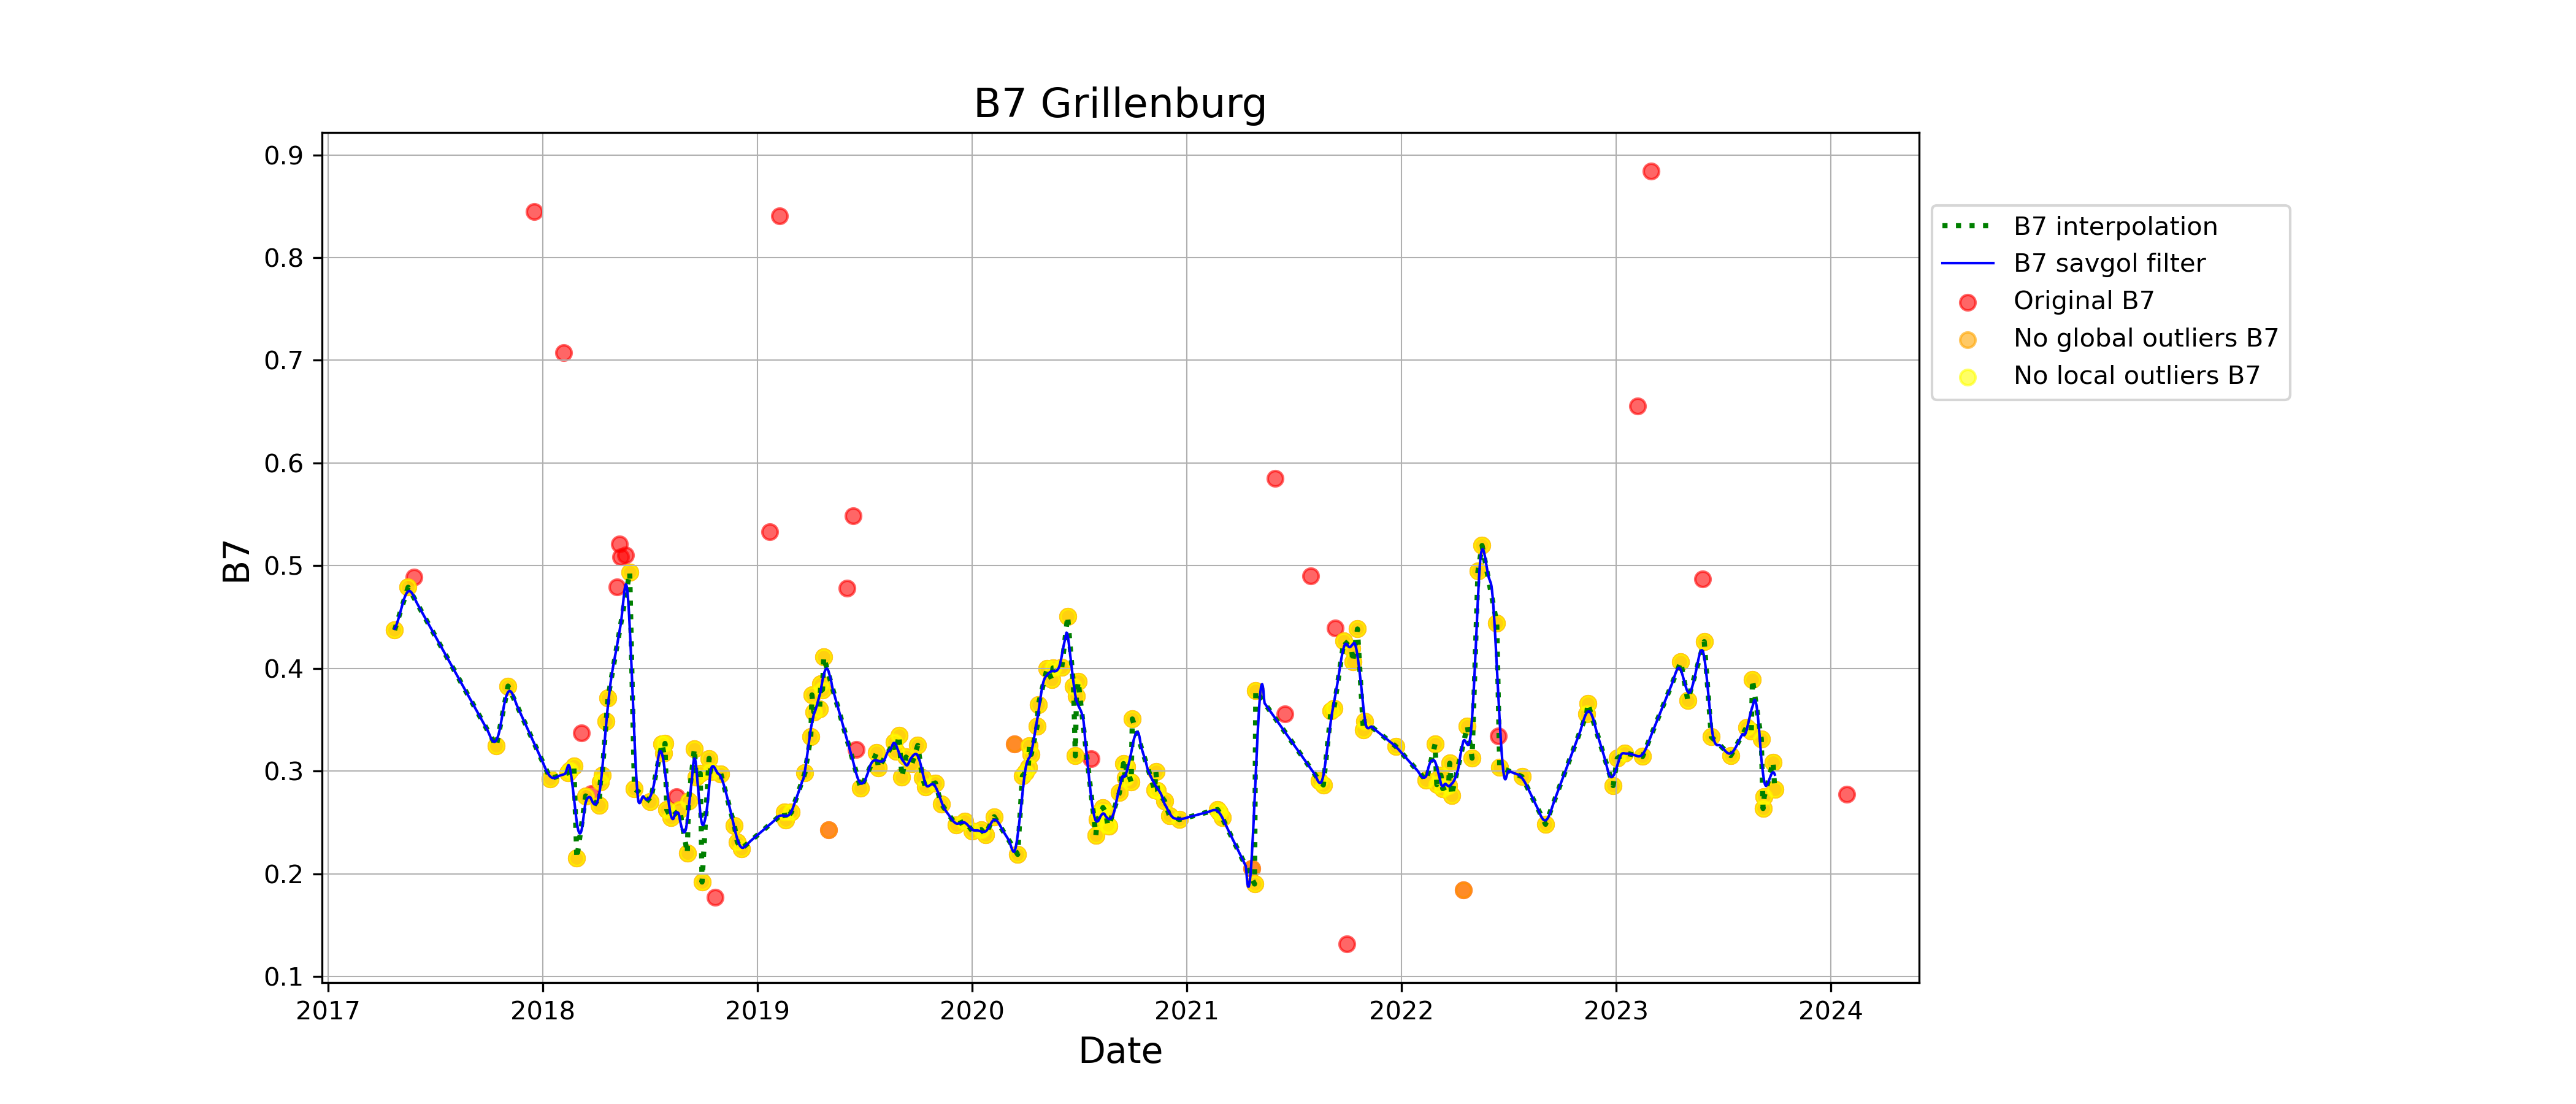 B7 Grillenburg
0.9
0.8
0.7
0.6
0.5
0.4
0.3
0.2
0.1
B7
2017 2018 2019 2020 2021 2022 2023 2024
Date
B7 interpolation
B7 savgol filter
Original B7
No global outliers B7
No local outliers B7